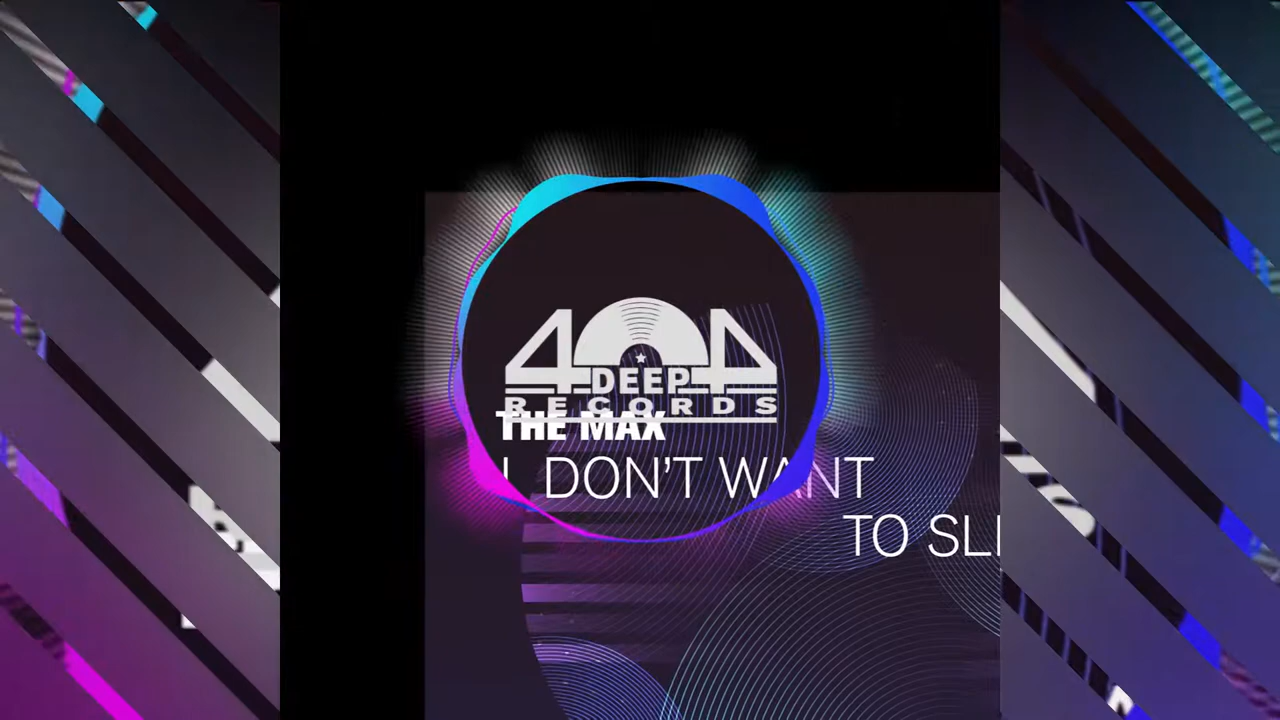 404
DEEP
RECORDS
THE MAX
I DON'T WANT
TO SL